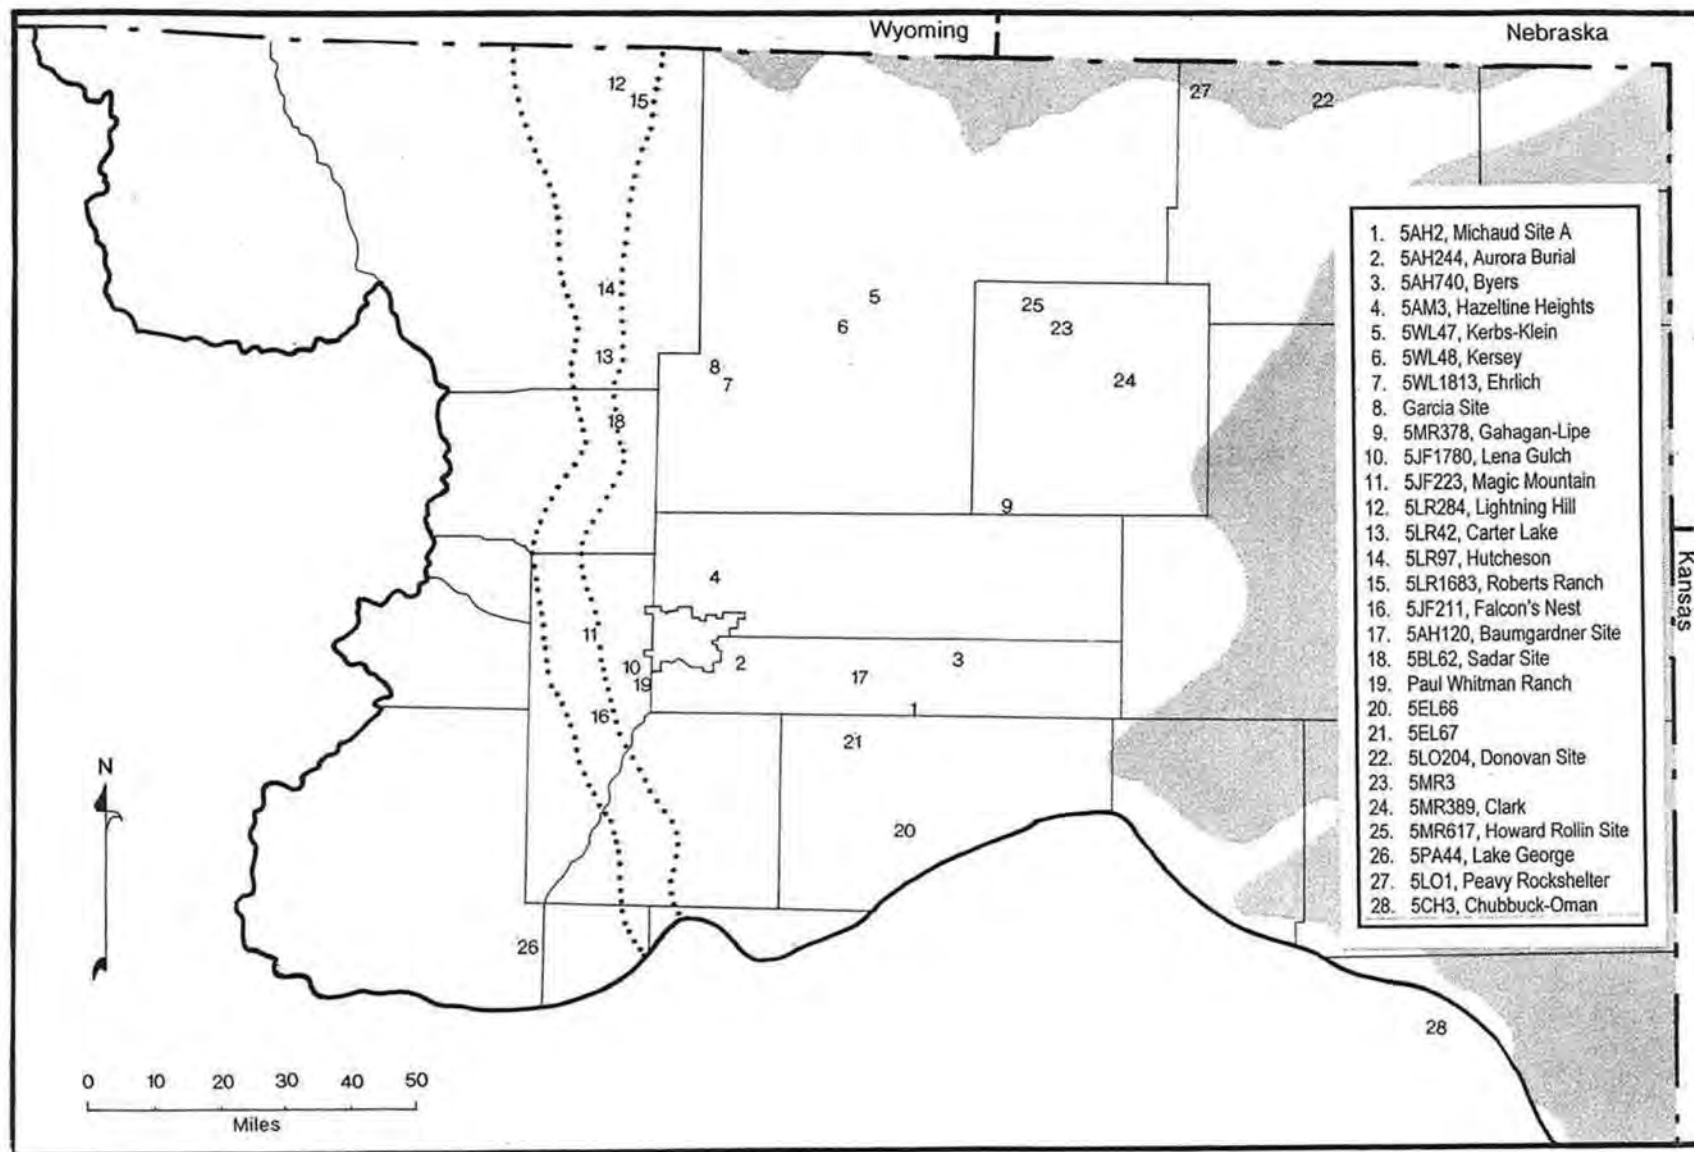 Wyoming
Nebraska
12
15
27
22
14
5
6
25
23
13
8
7
24
18
9
4
11
10
19
2
17
3
16
1
21
20
26
28
Kansas
1. 5AH2, Michaud Site A
2. 5AH244, Aurora Burial
3. 5AH740, Byers
4. 5AM3, Hazeltine Heights
5. 5WL47, Kerbs-Klein
6. 5WL48, Kersey
7. 5WL1813, Ehrlich
8. Garcia Site
9. 5MR378, Gahagan-Lipe
10. 5JF1780, Lena Gulch
11. 5JF223, Magic Mountain
12. 5LR284, Lightning Hill
13. 5LR42, Carter Lake
14. 5LR97, Hutcheson
15. 5LR1683, Roberts Ranch
16. 5JF211, Falcon's Nest
17. 5AH120, Baumgardner Site
18. 5BL62, Sadar Site
19. Paul Whitman Ranch
20. 5EL66
21. 5EL67
22. 5LO204, Donovan Site
23. 5MR3
24. 5MR389, Clark
25. 5MR617, Howard Rollin Site
26. 5PA44, Lake George
27. 5LO1, Peavy Rockshelter
28. 5CH3, Chubbuck-Oman
N
0 10 20 30 40 50
Miles